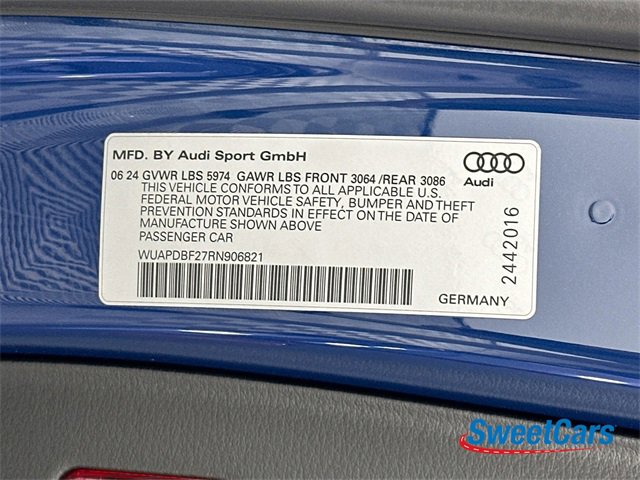 MFD. BY Audi Sport GmbH
06 24 GVWR LBS 5974 GAWR LBS FRONT 3064 /REAR 3086
THIS VEHICLE CONFORMS TO ALL APPLICABLE U.S.
FEDERAL MOTOR VEHICLE SAFETY, BUMPER AND THEFT
PREVENTION STANDARDS IN EFFECT ON THE DATE OF
MANUFACTURE SHOWN ABOVE
PASSENGER CAR
WUAPDBF27RN906821
Audi
2442016
GERMANY
SweetCars